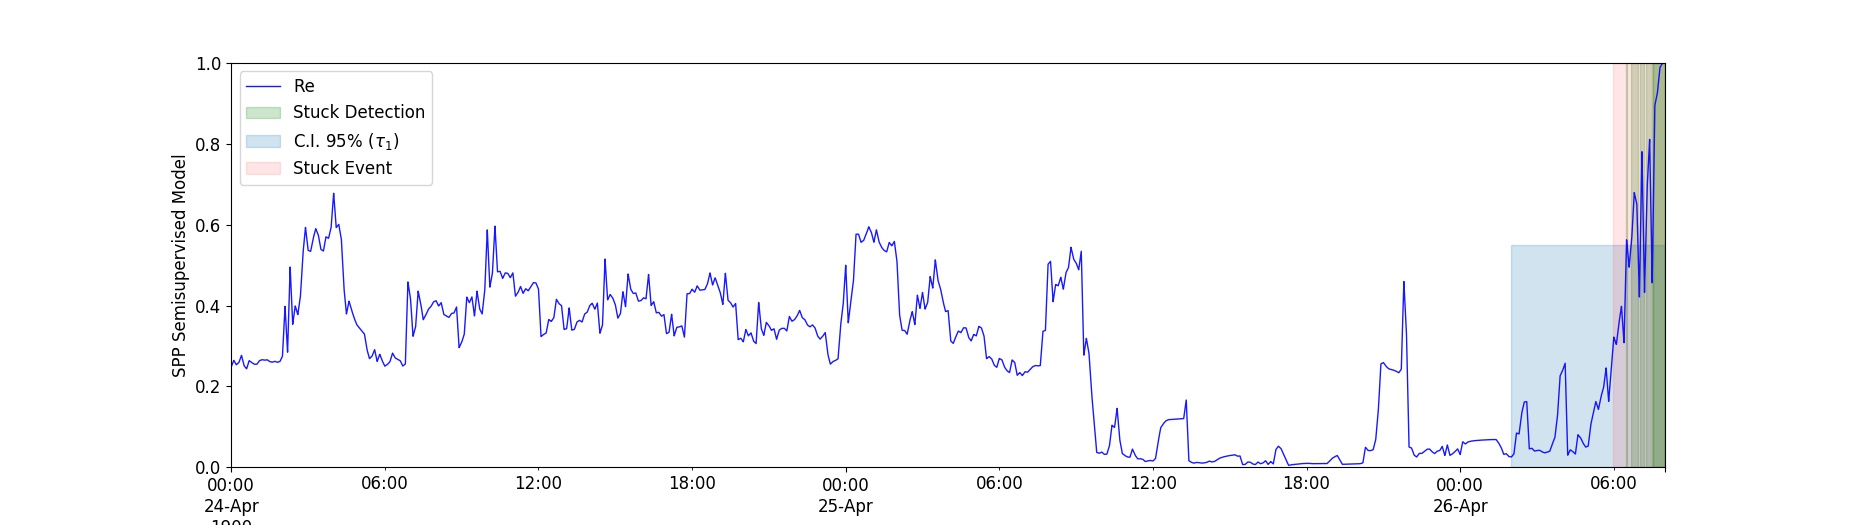 1.0
0.8
0.6
0.4
0.2
0.0
SPP Semisupervised Model
Re
Stuck Detection
C.I. 95% (τ₁)
Stuck Event
00:00 06:00 12:00 18:00 00:00 06:00 12:00 18:00 00:00 06:00
24-Apr 25-Apr 26-Apr
1900